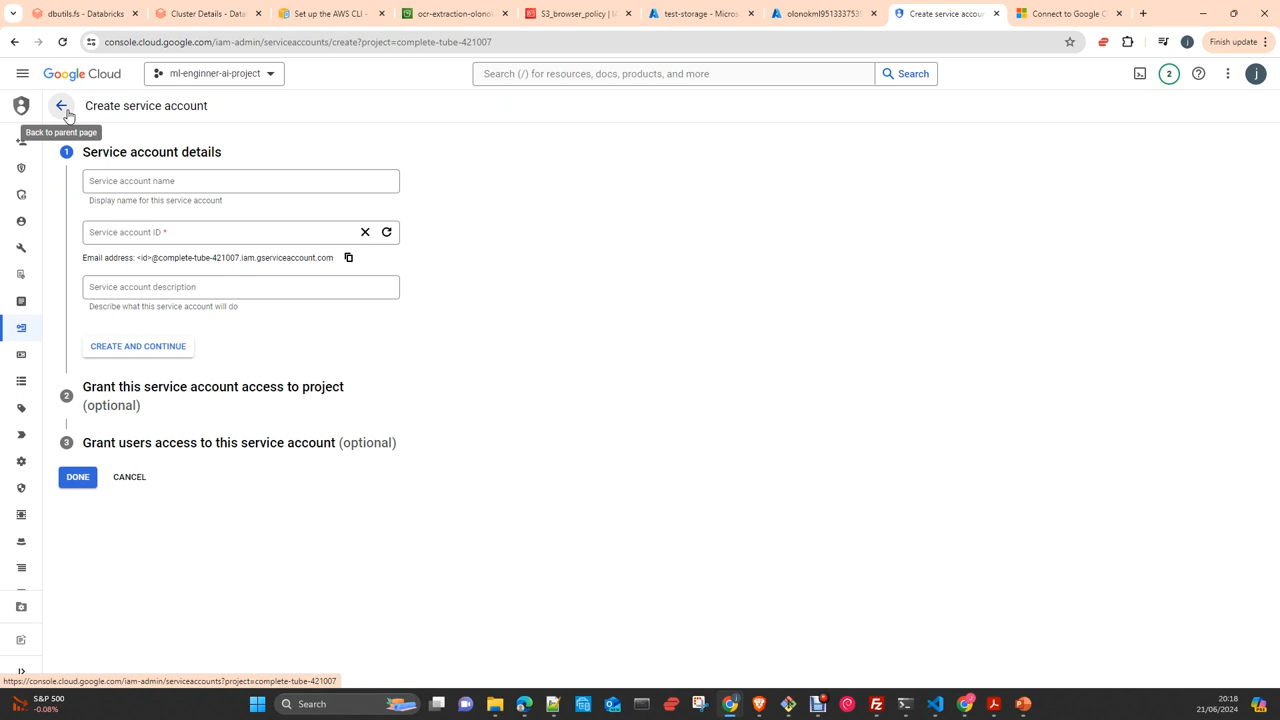 dbutils.fs - Databricks
Cluster Details - Databricks
Set up the AWS CLI -
ocr-extraction-olonok
S3_browser_policy | IA
test-storage - Microsoft
olonokml951333753
Create service account
Connect to Google C
console.cloud.google.com/iam-admin/serviceaccounts/create?project=complete-tube-421007
Finish update
Google Cloud
ml-enginner-ai-project
Search (/) for resources, docs, products, and more
Search
2
j
Create service account
Back to parent page
1 Service account details
Service account name
Display name for this service account
Service account ID *
Email address: <id>@complete-tube-421007.iam.gserviceaccount.com
Service account description
Describe what this service account will do
CREATE AND CONTINUE
2 Grant this service account access to project
(optional)
3 Grant users access to this service account (optional)
DONE
CANCEL
https://console.cloud.google.com/iam-admin/serviceaccounts?project=complete-tube-421007
S&P 500
-0.08%
Search
20:18
21/06/2024